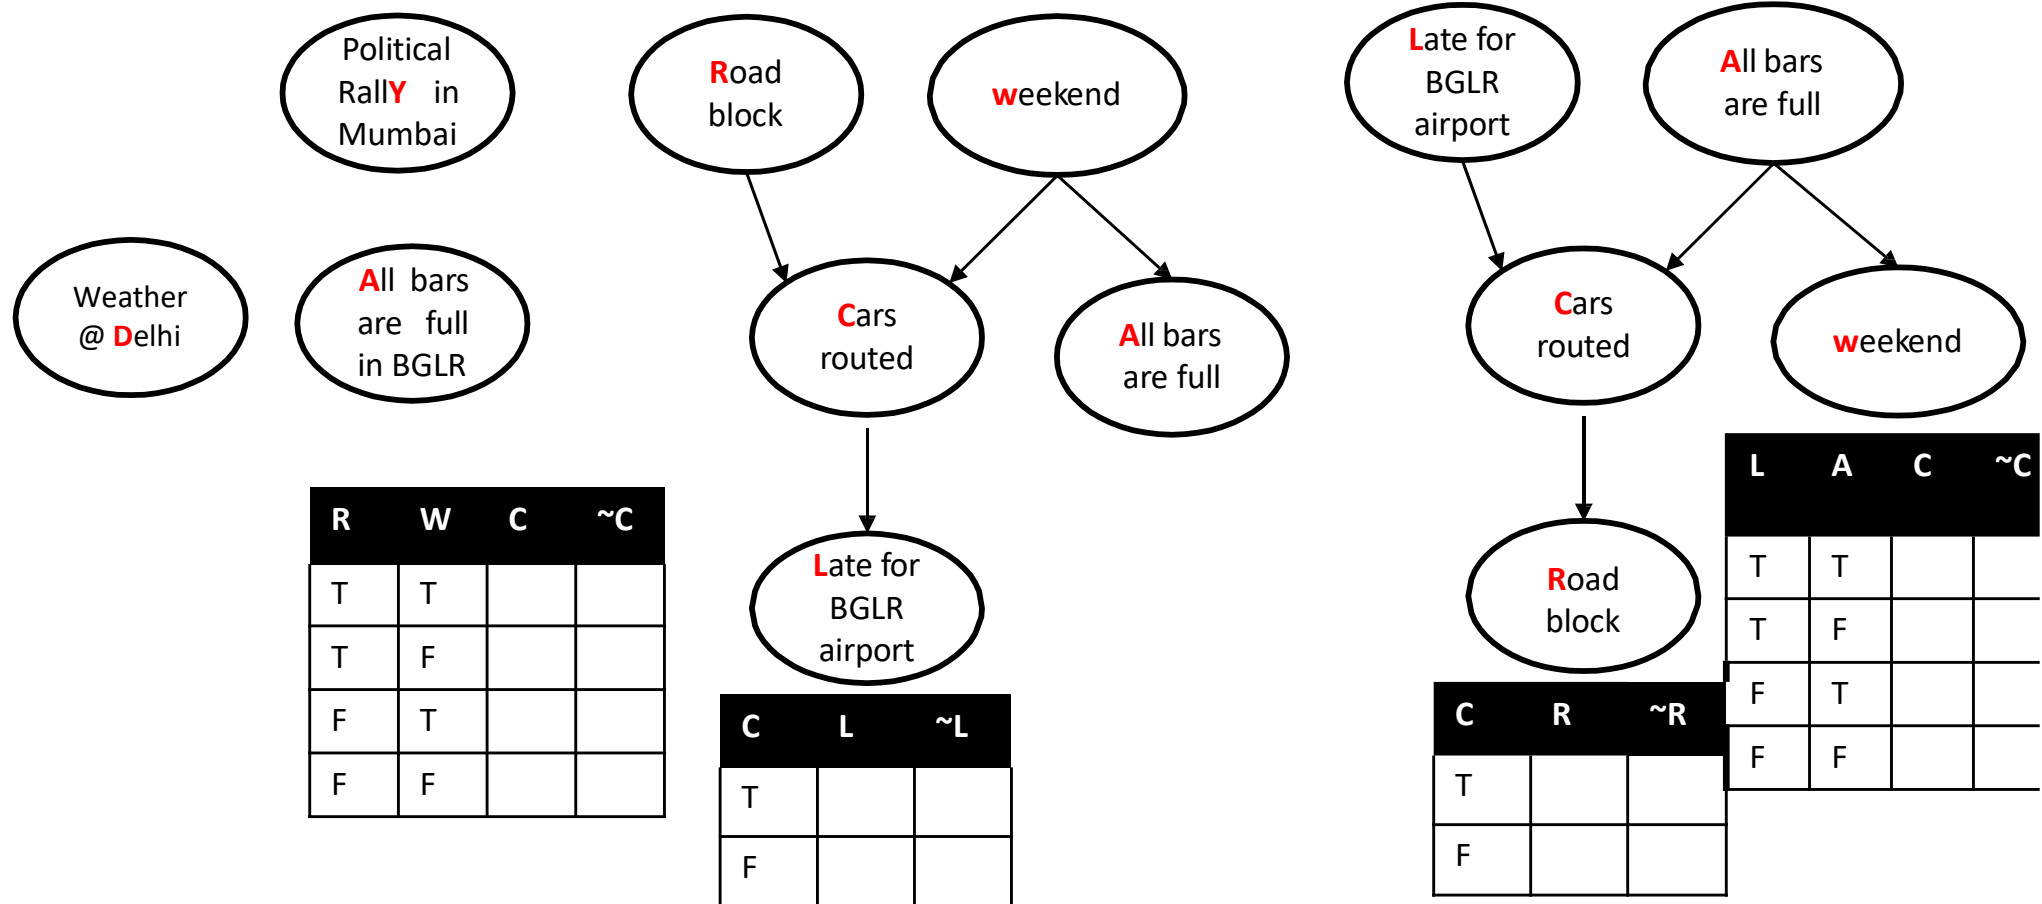 Political
RallY in
Mumbai
Road
block
weekend
Late for
BGLR
airport
All bars
are full
Weather
@ Delhi
All bars
are full
in BGLR
Cars
routed
All bars
are full
Cars
routed
weekend
R W C ~C
T T
T F
F T
F F
Late for
BGLR
airport
C L ~L
T
F
Road
block
C R ~R
T
F
L A C ~C
T T
T F
F T
F F